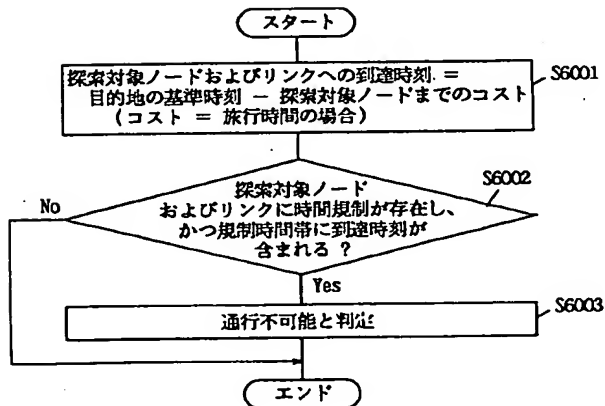 スタート
探索対象ノードおよびリンクへの到達時刻 =
目的地の基準時刻 － 探索対象ノードまでのコスト
(コスト = 旅行時間の場合)
S6001
探索対象ノード
およびリンクに時間規制が存在し、
かつ規制時間帯に到達時刻が
含まれる ?
S6002
No
Yes
通行不可能と判定
S6003
エンド